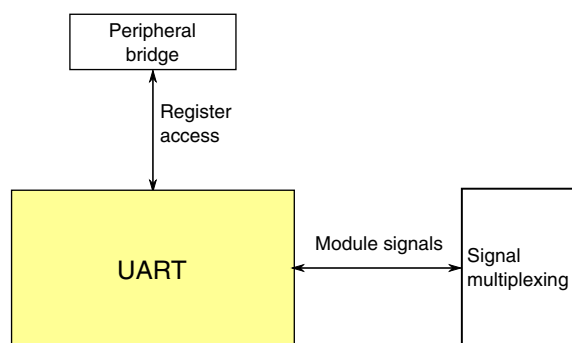 Peripheral
bridge
Register
access
UART
Module signals
Signal
multiplexing